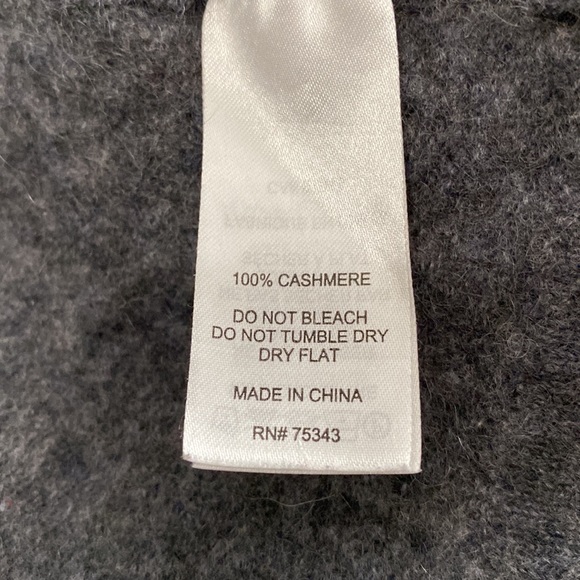 100% CASHMERE
DO NOT BLEACH
DO NOT TUMBLE DRY
DRY FLAT
MADE IN CHINA
RN# 75343